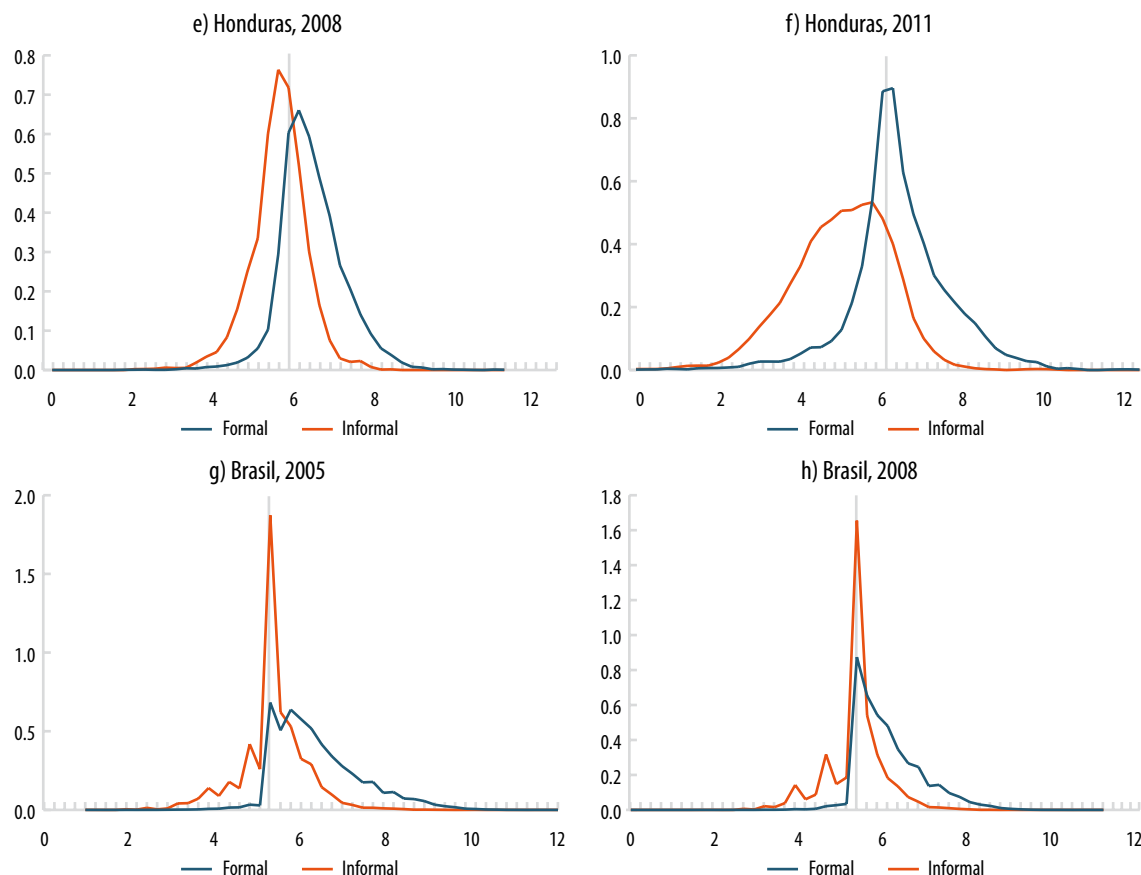 e) Honduras, 2008
0.8
0.7
0.6
0.5
0.4
0.3
0.2
0.1
0.0
0 2 4 6 8 10 12
Formal Informal
f) Honduras, 2011
1.0
0.8
0.6
0.4
0.2
0.0
0 2 4 6 8 10 12
Formal Informal
g) Brasil, 2005
2.0
1.5
1.0
0.5
0.0
0 2 4 6 8 10 12
Formal Informal
h) Brasil, 2008
1.8
1.6
1.4
1.2
1.0
0.8
0.6
0.4
0.2
0.0
0 2 4 6 8 10 12
Formal Informal